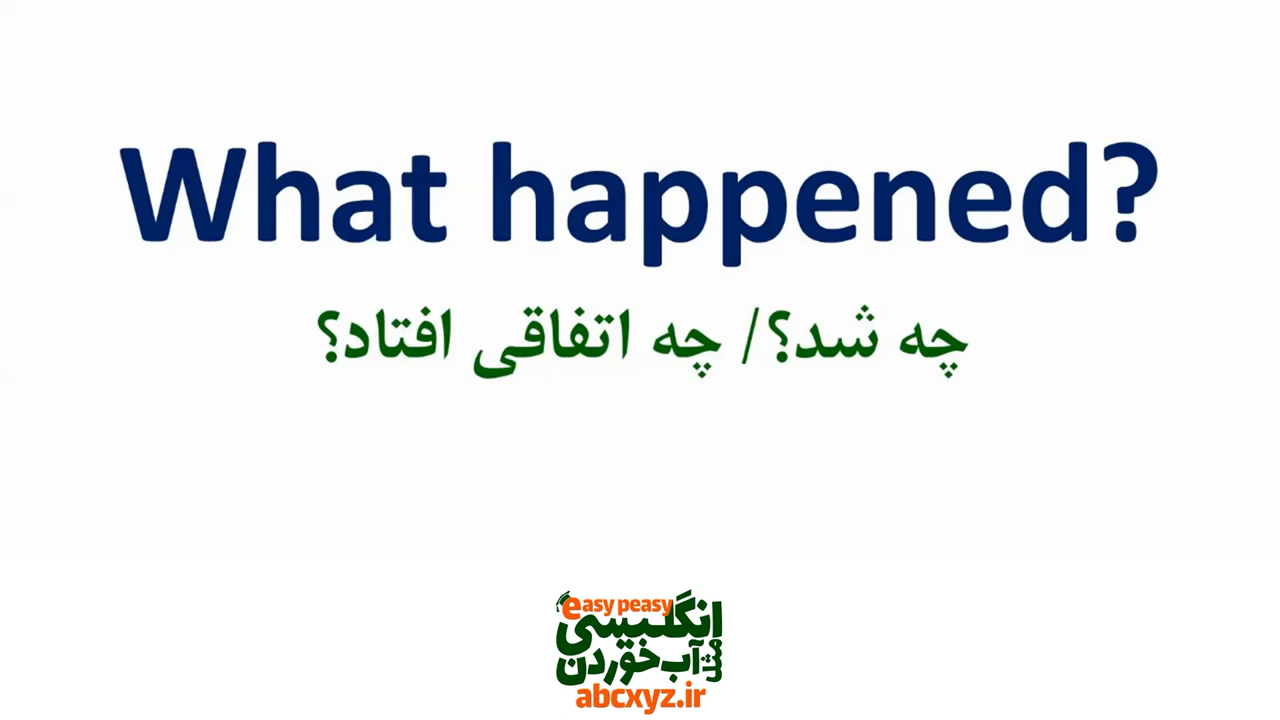 What happened?
چه شد؟/ چه اتفاقی افتاد؟
easy peasy
انگلیسی
مثل آب خوردن
abcxyz.ir